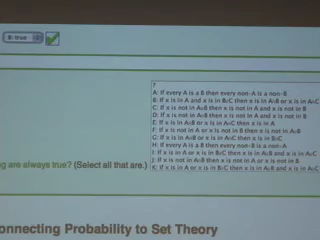 B: true
?
A: If every A is a B then every non-A is a non-B
B: If x is in A and x is in B∪C then x is in A∪B or x is in A∩C
C: If x is not in A∪B then x is not in A and x is not in B
D: If x is not in A∩B then x is not in A and x is not in B
E: If x is in A∪B or x is in A∩C then x is in A
F: If x is not in A or x is not in B then x is not in A∩B
G: If x is in A∪B or x is in A∩C then x is in B∪C
H: If every A is a B then every non-B is a non-A
I: If x is in A or x is in B∩C then x is in A∪B and x is in A∪C
J: If x is not in A∩B then x is not in A or x is not in B
K: If x is in A or x is in B∩C then x is in A∪B and x is in A∩C
ng are always true? (Select all that are.)
onnecting Probability to Set Theory